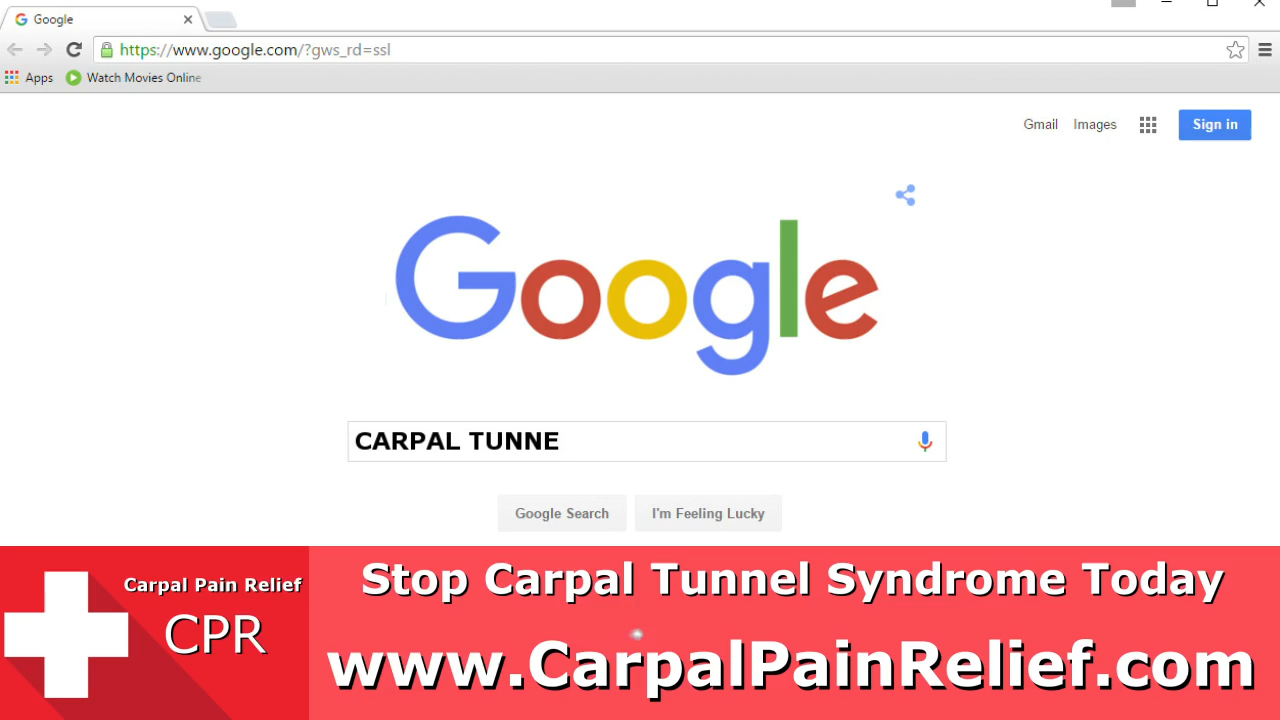 Google
https://www.google.com/?gws_rd=ssl
Apps Watch Movies Online
Gmail Images Sign in
Google
CARPAL TUNNE
Google Search I'm Feeling Lucky
Carpal Pain Relief
CPR
Stop Carpal Tunnel Syndrome Today
www.CarpalPainRelief.com